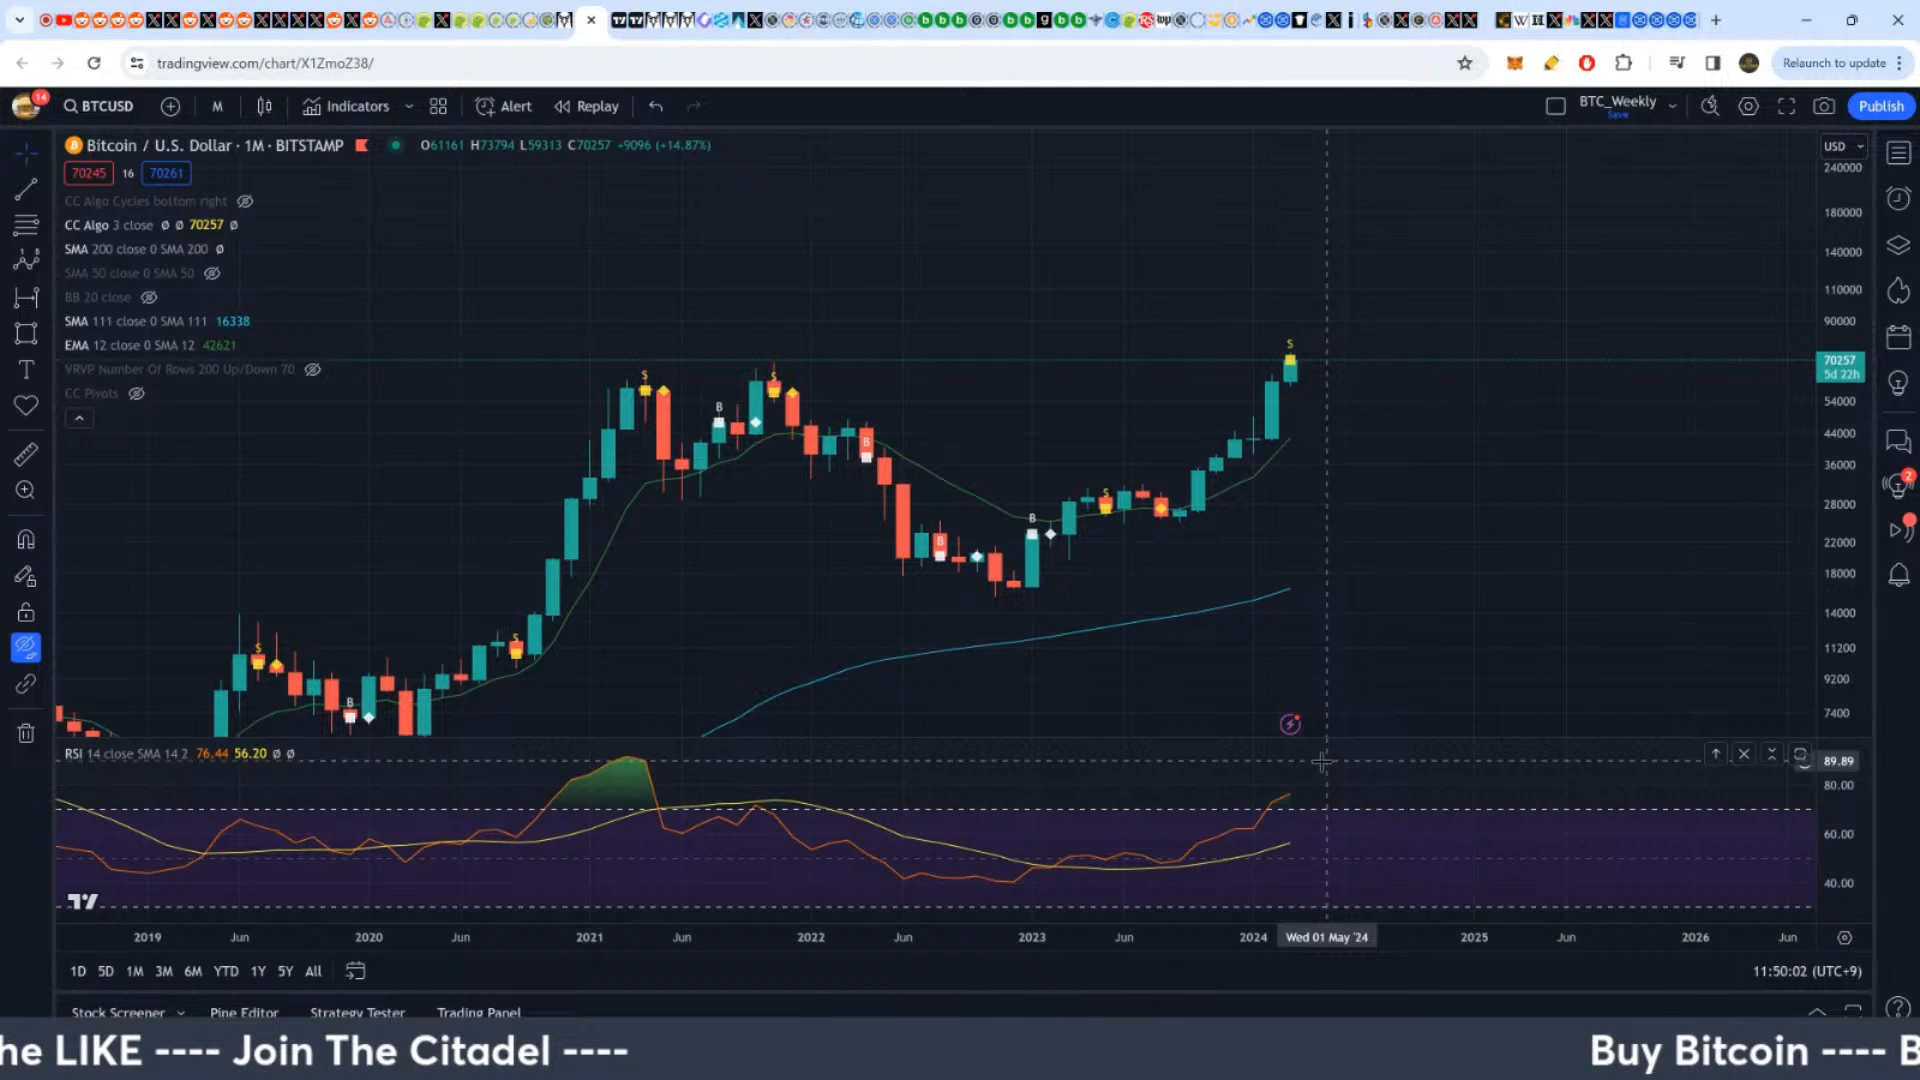 tradingview.com/chart/X1ZmoZ38/
Relaunch to update
14
BTCUSD
M
Indicators
Alert
Replay
BTC_Weekly
Save
Publish
Bitcoin / U.S. Dollar · 1M · BITSTAMP
O61161 H73794 L59313 C70257 +9096 (+14.87%)
USD
70245 16 70261
CC Algo Cycles bottom right
CC Algo 3 close Ø Ø 70257 Ø
SMA 200 close 0 SMA 200 Ø
SMA 50 close 0 SMA 50
BB 20 close
SMA 111 close 0 SMA 111 16338
EMA 12 close 0 SMA 12 42621
VRVP Number Of Rows 200 Up/Down 70
CC Pivots
240000
180000
140000
110000
90000
70257
5d 22h
54000
44000
36000
28000
22000
18000
14000
11200
9200
7400
S
B
S
S
B
S
B
B
B
S
S
2
RSI 14 close SMA 14 2 76.44 56.20 Ø Ø
89.89
80.00
60.00
40.00
2019 Jun 2020 Jun 2021 Jun 2022 Jun 2023 Jun 2024 Wed 01 May '24 2025 Jun 2026 Jun
1D 5D 1M 3M 6M YTD 1Y 5Y All
11:50:02 (UTC+9)
Stock Screener Pine Editor Strategy Tester Trading Panel
he LIKE ---- Join The Citadel ----
Buy Bitcoin ---- B